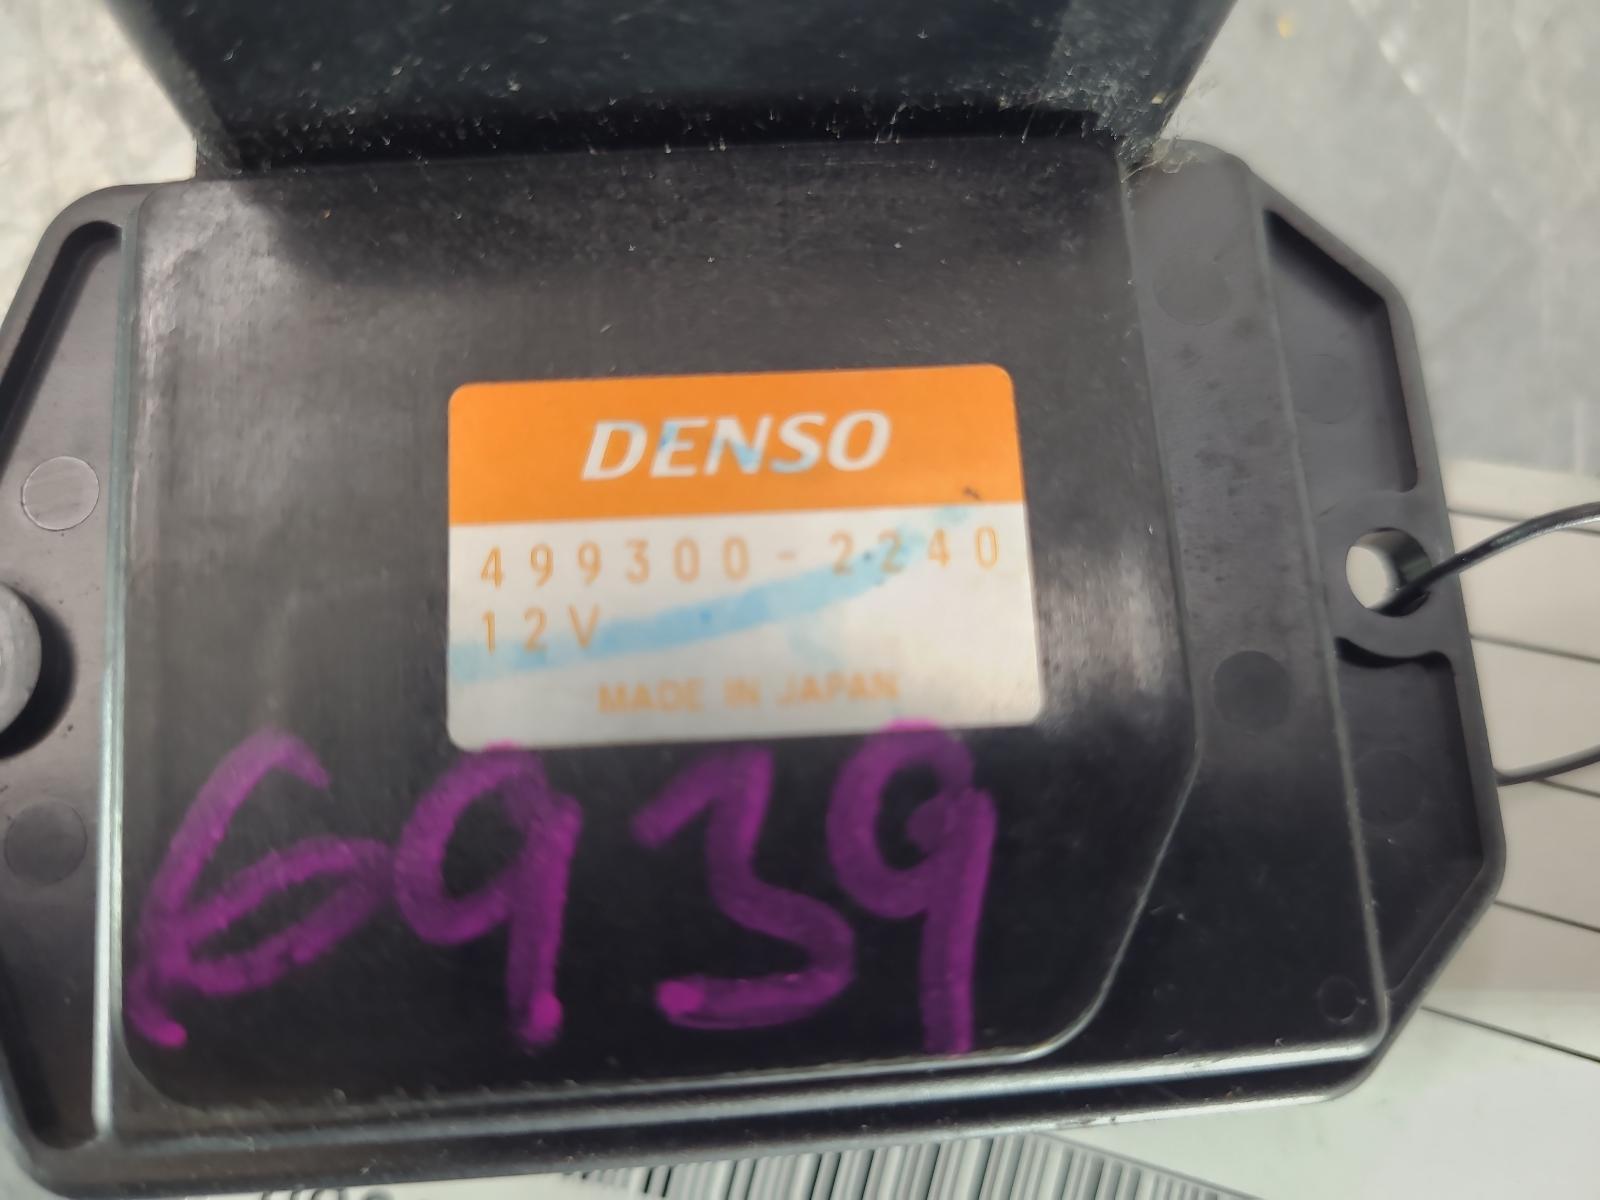 DENSO
499300-2240
12V
MADE IN JAPAN
6939